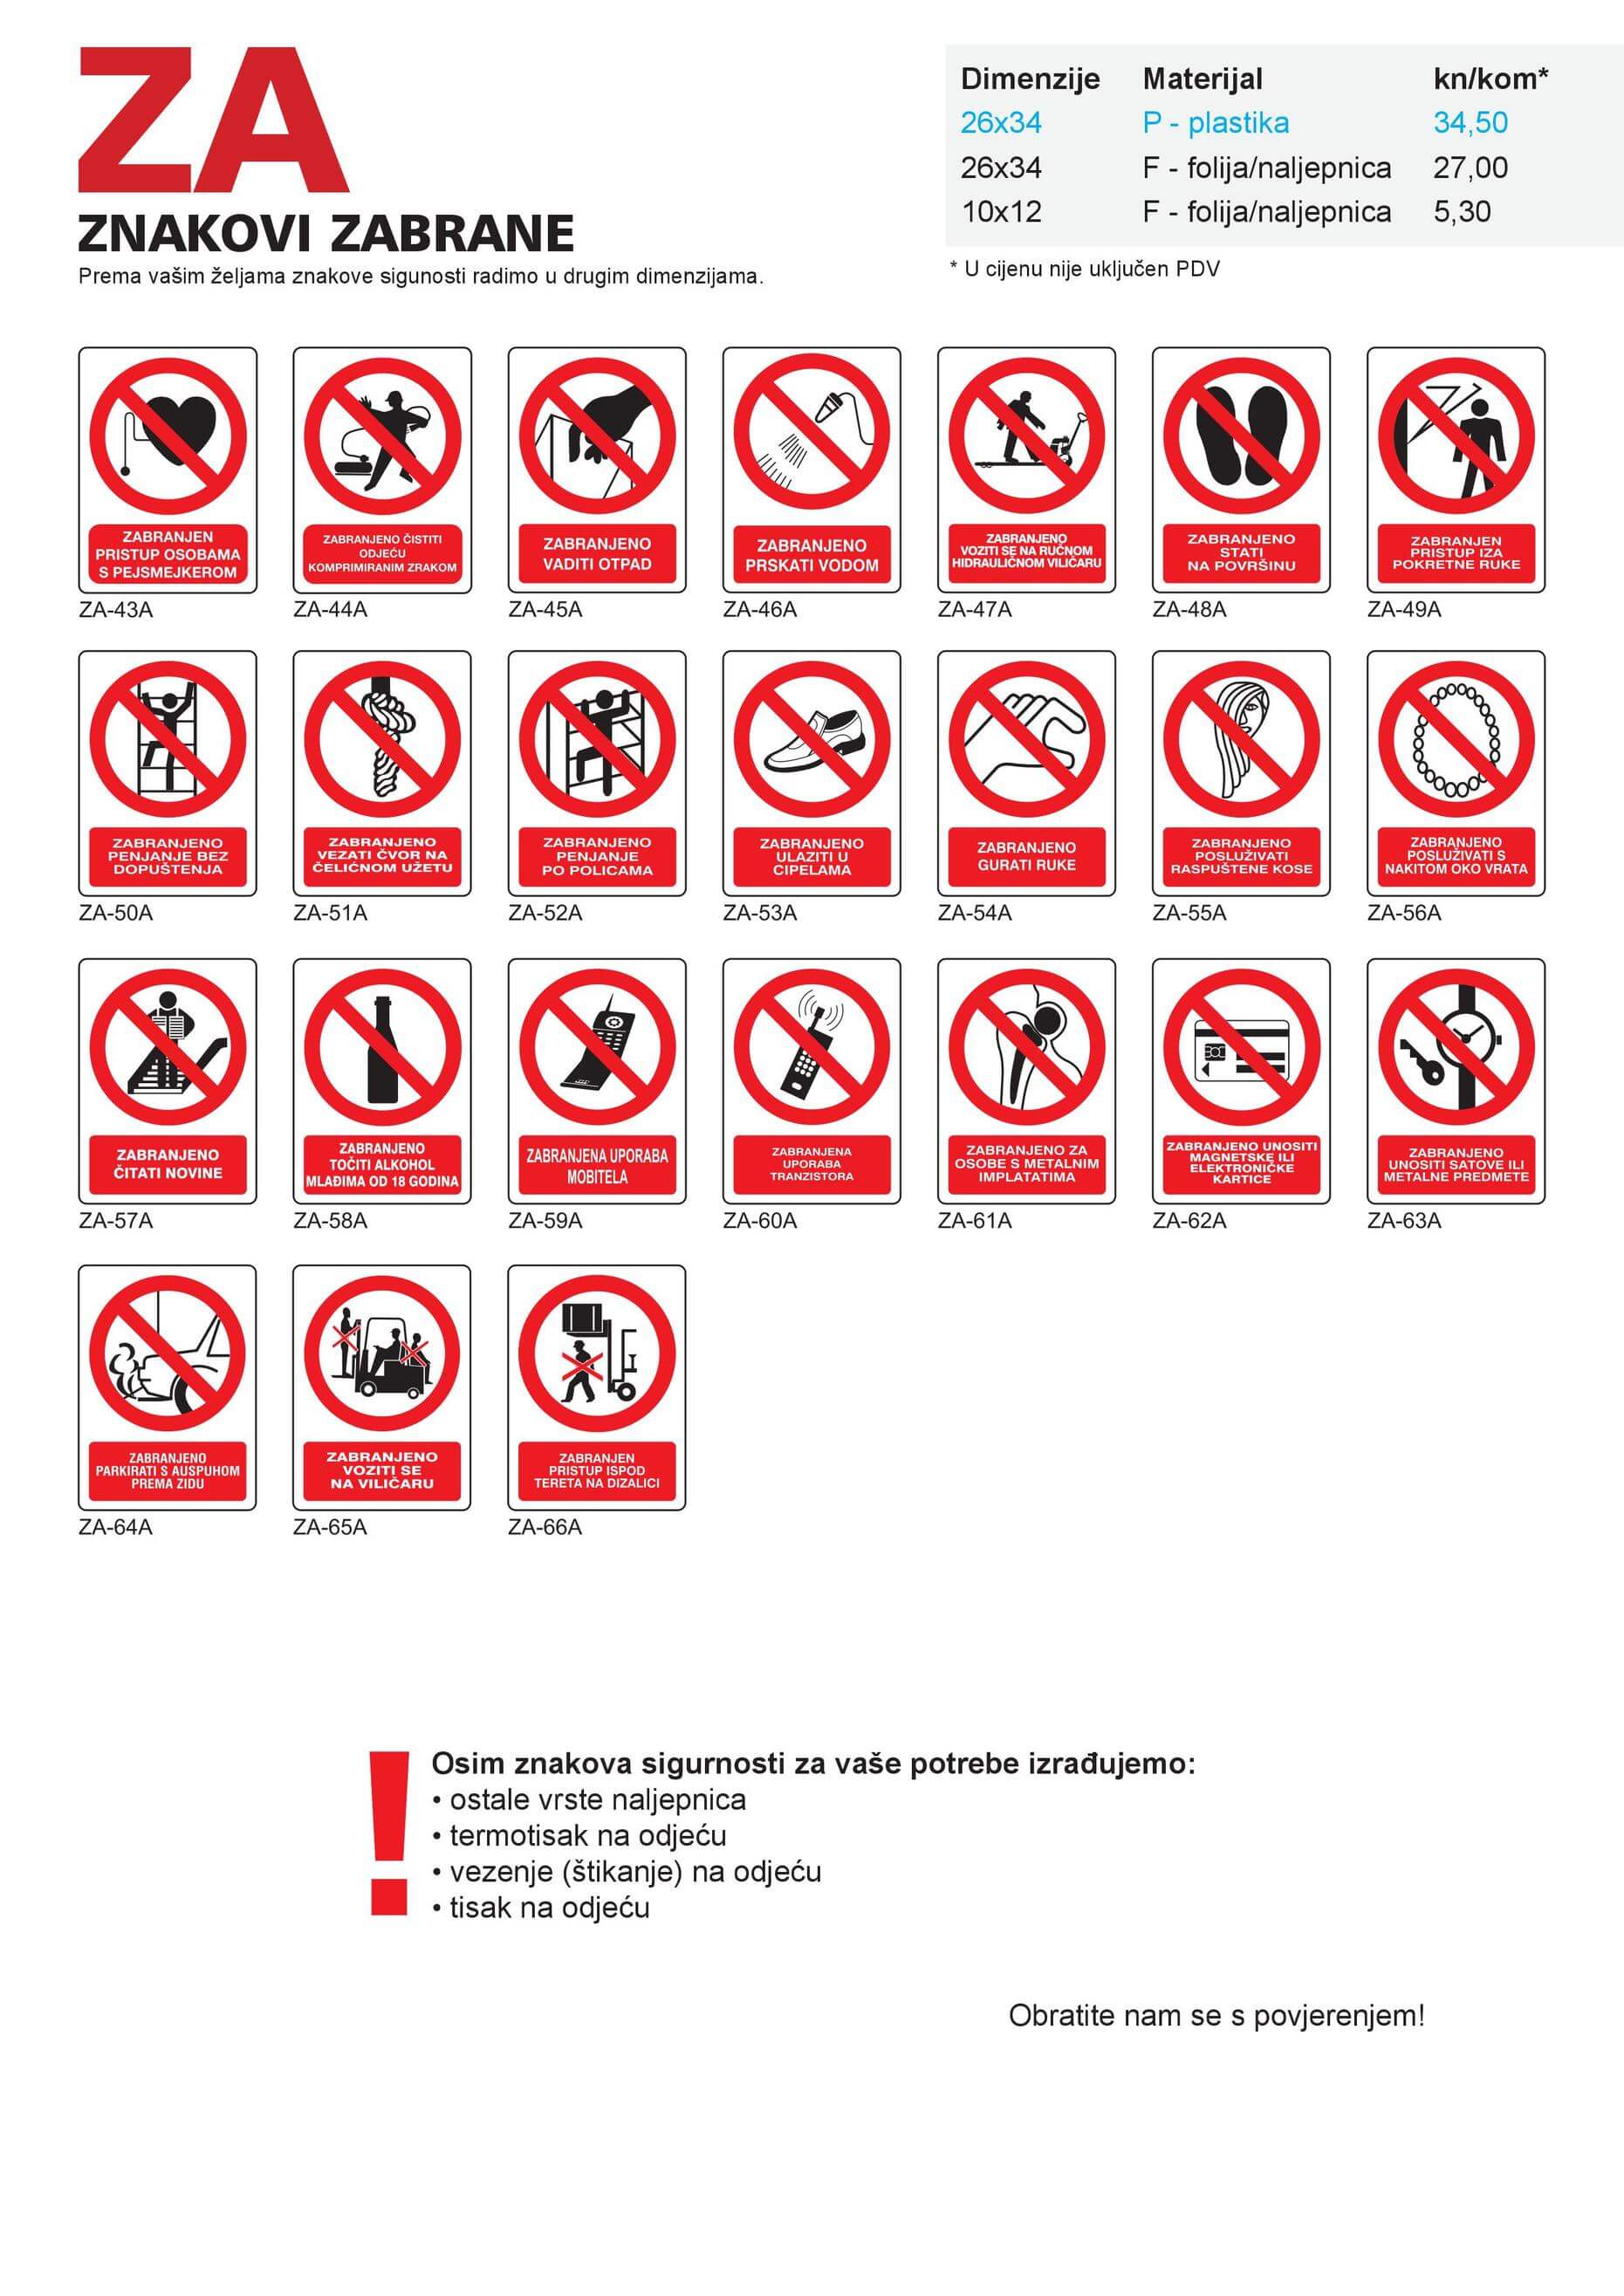 ZA
ZNAKOVI ZABRANE
Prema vašim željama znakove sigunosti radimo u drugim dimenzijama.
Dimenzije Materijal kn/kom*
26x34 P - plastika 34,50
26x34 F - folija/naljepnica 27,00
10x12 F - folija/naljepnica 5,30
* U cijenu nije uključen PDV
ZABRANJEN
PRISTUP OSOBAMA
S PEJSMEJKEROM
ZA-43A
ZABRANJENO ČISTITI
ODJEĆU
KOMPRIMIRANIM ZRAKOM
ZA-44A
ZABRANJENO
VADITI OTPAD
ZA-45A
ZABRANJENO
PRSKATI VODOM
ZA-46A
ZABRANJENO
VOZITI SE NA RUČNOM
HIDRAULIČNOM VILIČARU
ZA-47A
ZABRANJENO
STATI
NA POVRŠINU
ZA-48A
ZABRANJEN
PRISTUP IZA
POKRETNE RUKE
ZA-49A
ZABRANJENO
PENJANJE BEZ
DOPUŠTENJA
ZA-50A
ZABRANJENO
VEZATI ČVOR NA
ČELIČNOM UŽETU
ZA-51A
ZABRANJENO
PENJANJE
PO POLICAMA
ZA-52A
ZABRANJENO
ULAZITI U
CIPELAMA
ZA-53A
ZABRANJENO
GURATI RUKE
ZA-54A
ZABRANJENO
POSLUŽIVATI
RASPUŠTENE KOSE
ZA-55A
ZABRANJENO
POSLUŽIVATI S
NAKITOM OKO VRATA
ZA-56A
ZABRANJENO
ČITATI NOVINE
ZA-57A
ZABRANJENO
TOČITI ALKOHOL
MLAĐIMA OD 18 GODINA
ZA-58A
ZABRANJENA UPORABA
MOBITELA
ZA-59A
ZABRANJENA
UPORABA
TRANZISTORA
ZA-60A
ZABRANJENO ZA
OSOBE S METALNIM
IMPLATATIMA
ZA-61A
ZABRANJENO UNOSITI
MAGNETSKE ILI
ELEKTRONIČKE
KARTICE
ZA-62A
ZABRANJENO
UNOSITI SATOVE ILI
METALNE PREDMETE
ZA-63A
ZABRANJENO
PARKIRATI S AUSPUHOM
PREMA ZIDU
ZA-64A
ZABRANJENO
VOZITI SE
NA VILIČARU
ZA-65A
ZABRANJEN
PRISTUP ISPOD
TERETA NA DIZALICI
ZA-66A
!
Osim znakova sigurnosti za vaše potrebe izrađujemo:
• ostale vrste naljepnica
• termotisak na odjeću
• vezenje (štikanje) na odjeću
• tisak na odjeću
Obratite nam se s povjerenjem!